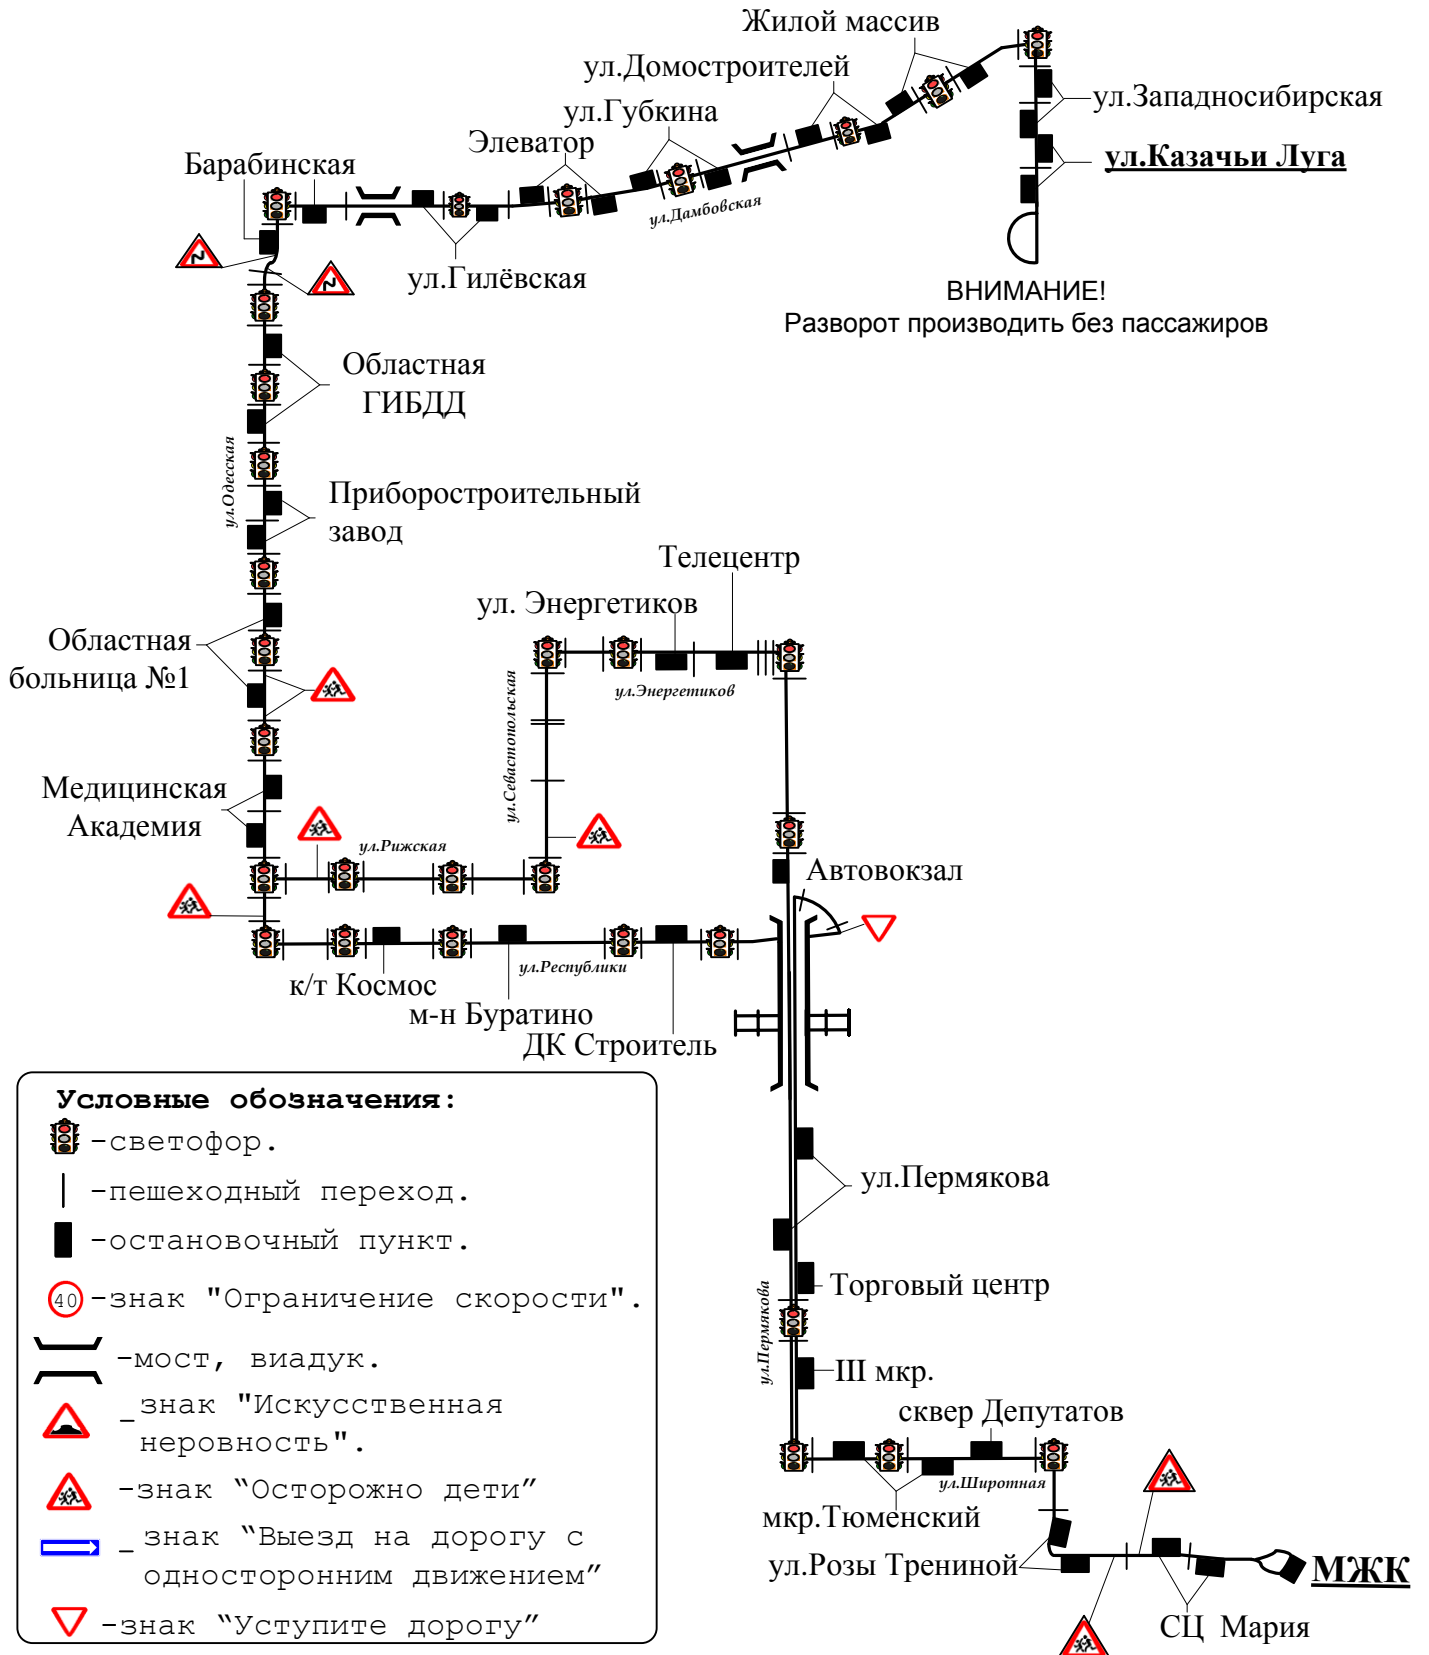 Жилой массив
ул.Домостроителей
ул.Западносибирская
ул.Губкина
Элеватор
ул.Казачьи Луга
Барабинская
ул.Дамбовская
ул.Гилёвская
ВНИМАНИЕ!
Разворот производить без пассажиров
Областная
ГИБДД
ул.Одесская
Приборостроительный
завод
Телецентр
ул. Энергетиков
Областная
больница №1
ул.Энергетиков
ул.Севастопольская
Медицинская
Академия
ул.Рижская
Автовокзал
ул.Республики
к/т Космос
м-н Буратино
ДК Строитель
ул.Пермякова
Торговый центр
ул.Пермякова
III мкр.
сквер Депутатов
ул.Широтная
мкр.Тюменский
ул.Розы Трениной
МЖК
СЦ Мария
Условные обозначения:
-светофор.
-пешеходный переход.
-остановочный пункт.
40 -знак "Ограничение скорости".
-мост, виадук.
- знак "Искусственная
неровность".
-знак “Осторожно дети”
- знак “Выезд на дорогу с
односторонним движением”
-знак “Уступите дорогу”